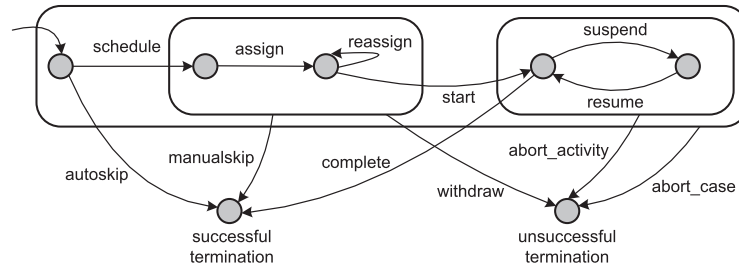 suspend
schedule
assign
reassign
start
resume
manualskip
complete
abort_activity
autoskip
withdraw
abort_case
successful
termination
unsuccessful
termination